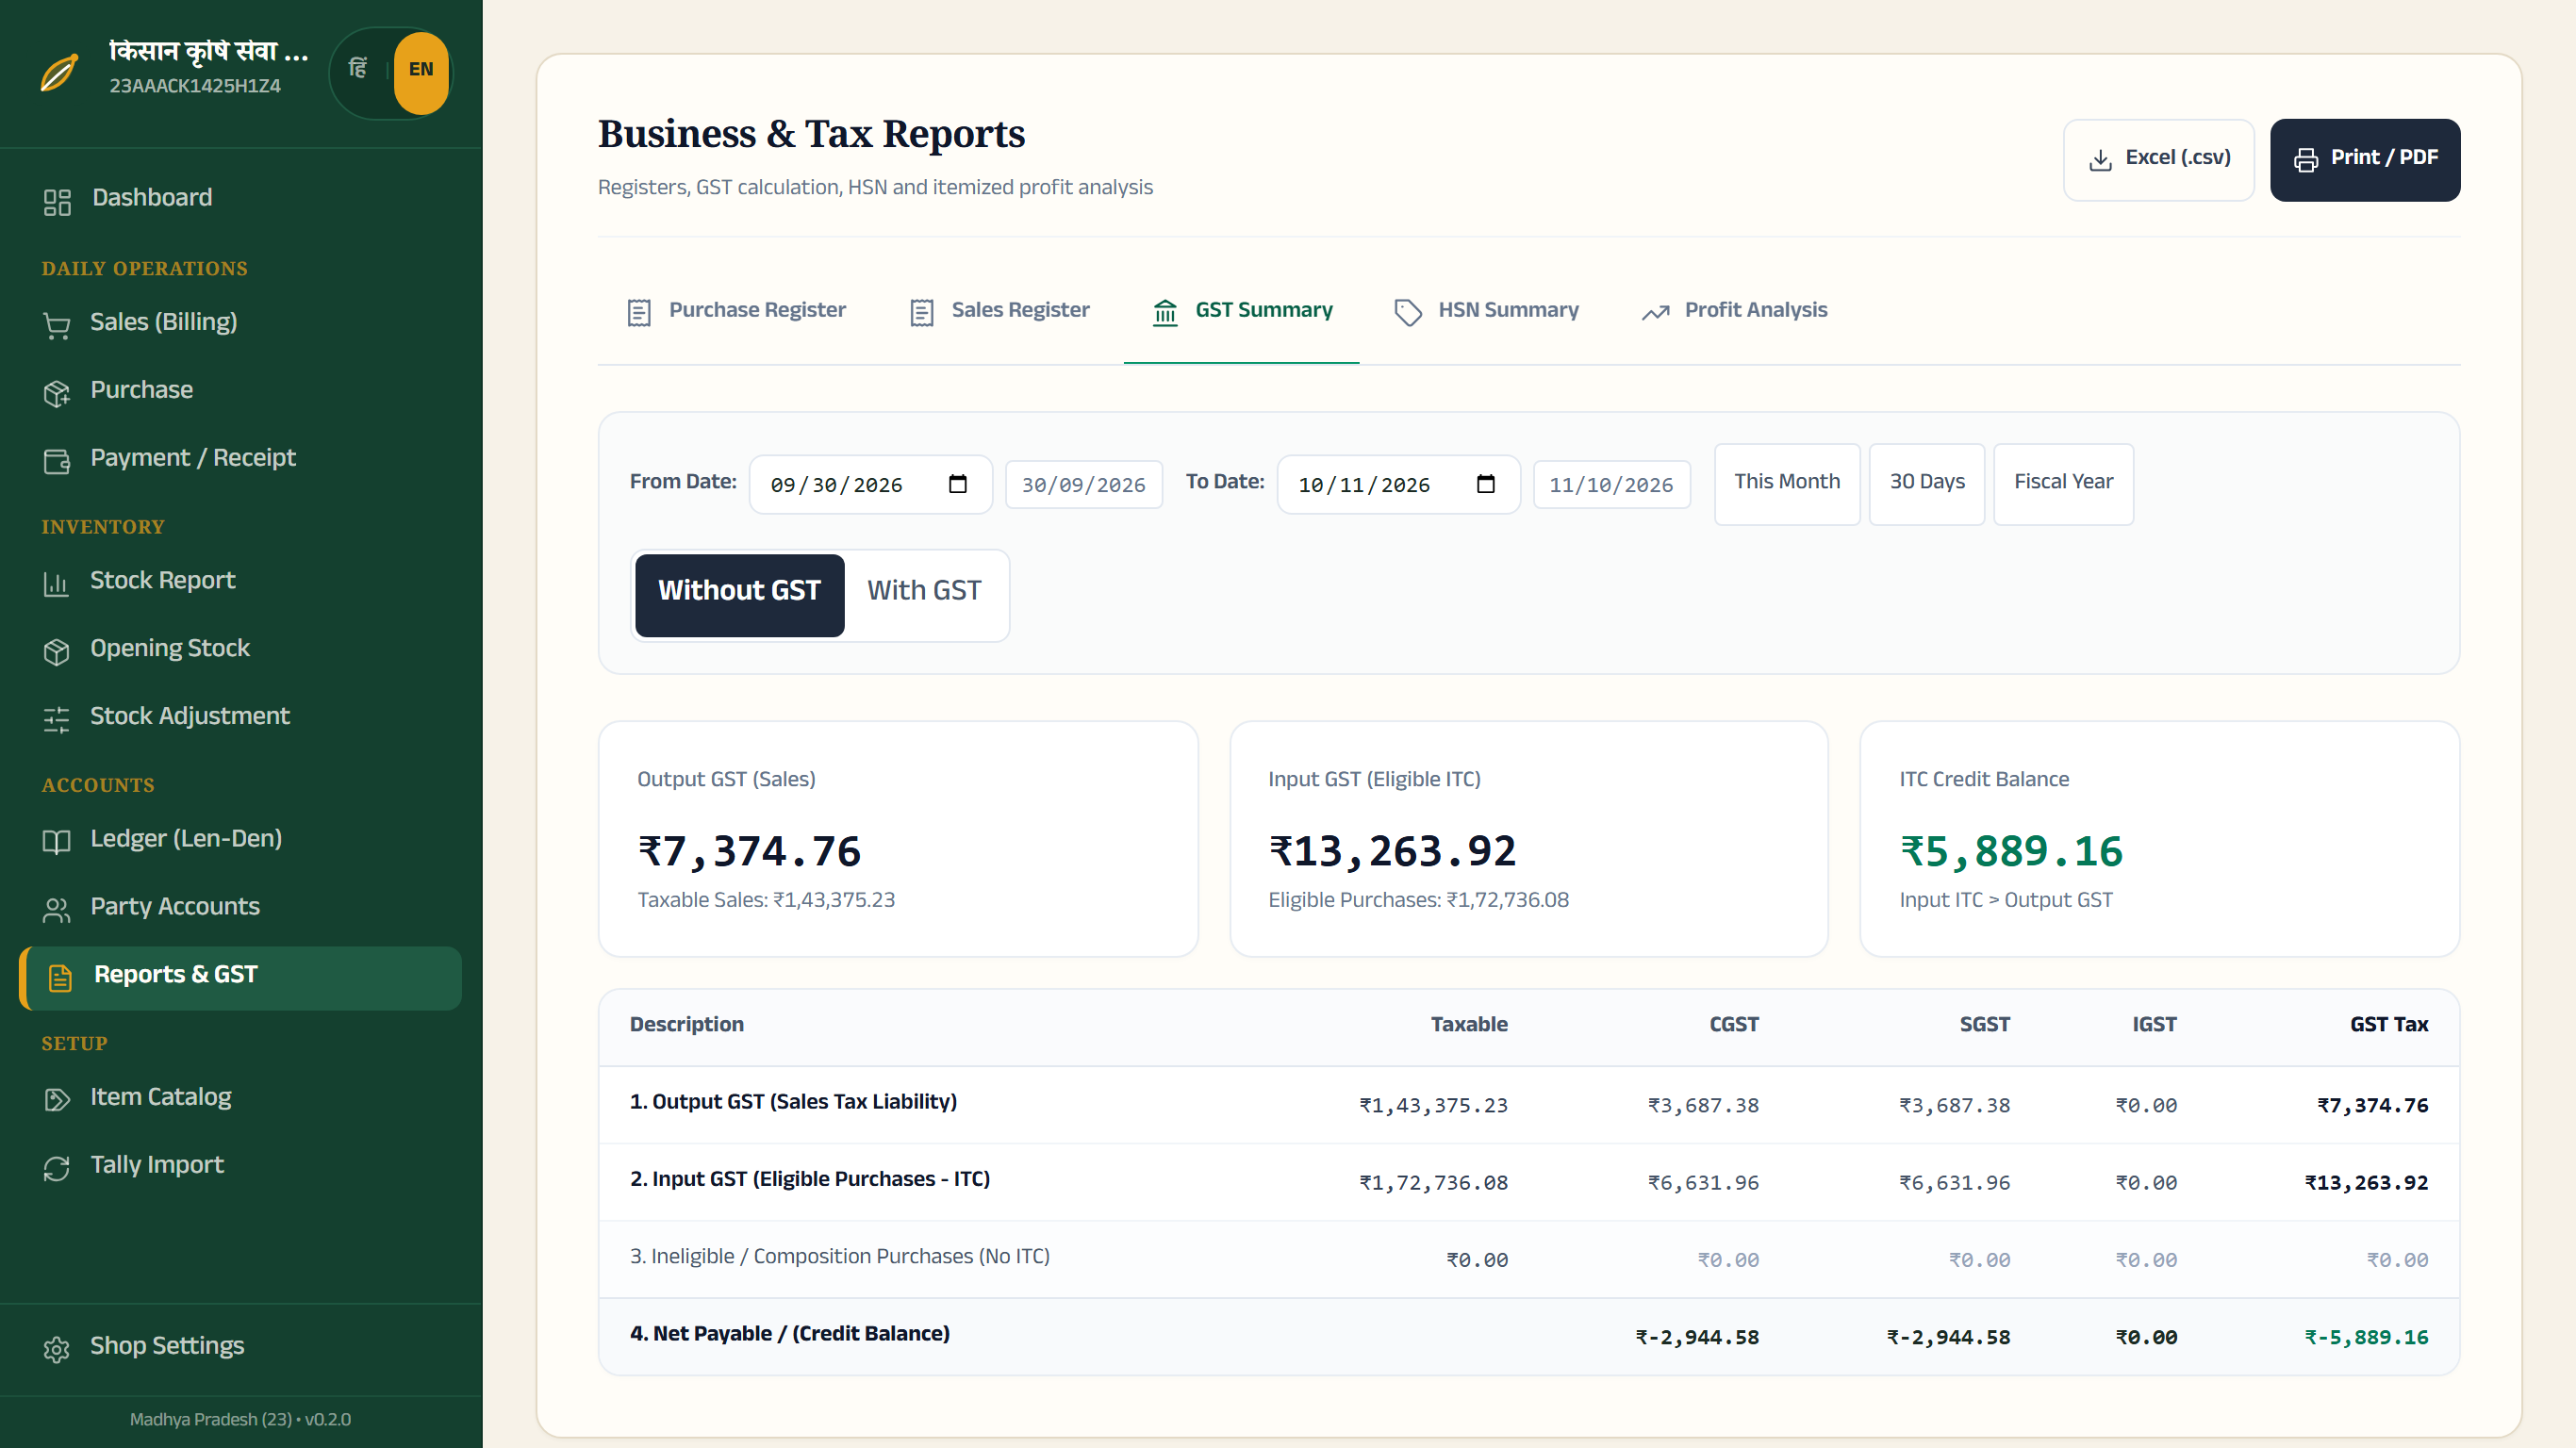 किसान कृषि सेवा ...
23AAACK1425H1Z4
हिं
EN
Dashboard
DAILY OPERATIONS
Sales (Billing)
Purchase
Payment / Receipt
INVENTORY
Stock Report
Opening Stock
Stock Adjustment
ACCOUNTS
Ledger (Len-Den)
Party Accounts
Reports & GST
SETUP
Item Catalog
Tally Import
Shop Settings
Madhya Pradesh (23) • v0.2.0
Business & Tax Reports
Registers, GST calculation, HSN and itemized profit analysis
Excel (.csv)
Print / PDF
Purchase Register
Sales Register
GST Summary
HSN Summary
Profit Analysis
From Date: 09/30/2026 30/09/2026 To Date: 10/11/2026 11/10/2026 This Month 30 Days Fiscal Year
Without GST With GST
Output GST (Sales)
₹7,374.76
Taxable Sales: ₹1,43,375.23
Input GST (Eligible ITC)
₹13,263.92
Eligible Purchases: ₹1,72,736.08
ITC Credit Balance
₹5,889.16
Input ITC > Output GST
Description Taxable CGST SGST IGST GST Tax
1. Output GST (Sales Tax Liability) ₹1,43,375.23 ₹3,687.38 ₹3,687.38 ₹0.00 ₹7,374.76
2. Input GST (Eligible Purchases - ITC) ₹1,72,736.08 ₹6,631.96 ₹6,631.96 ₹0.00 ₹13,263.92
3. Ineligible / Composition Purchases (No ITC) ₹0.00 ₹0.00 ₹0.00 ₹0.00 ₹0.00
4. Net Payable / (Credit Balance) ₹-2,944.58 ₹-2,944.58 ₹0.00 ₹-5,889.16